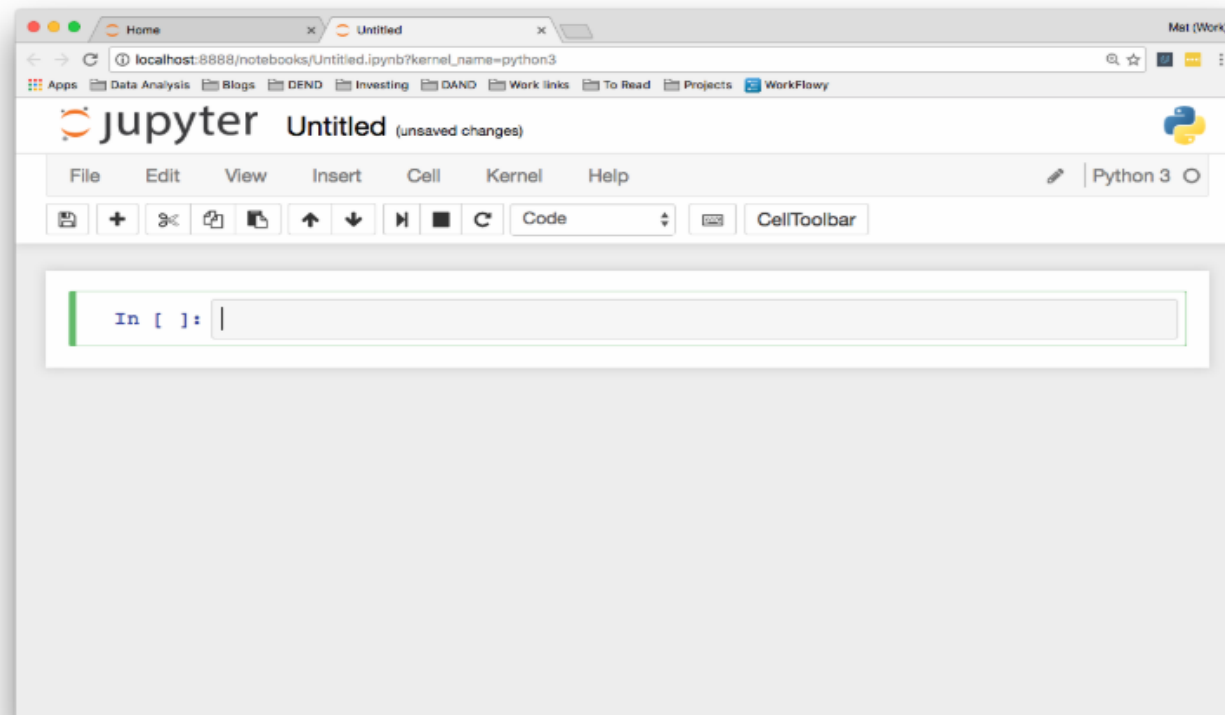 Home Untitled Mat (Work)
localhost:8888/notebooks/Untitled.ipynb?kernel_name=python3
Apps Data Analysis Blogs DEND Investing DAND Work links To Read Projects WorkFlowy
jupyter Untitled (unsaved changes)
File Edit View Insert Cell Kernel Help Python 3
Code CellToolbar
In [ ]: